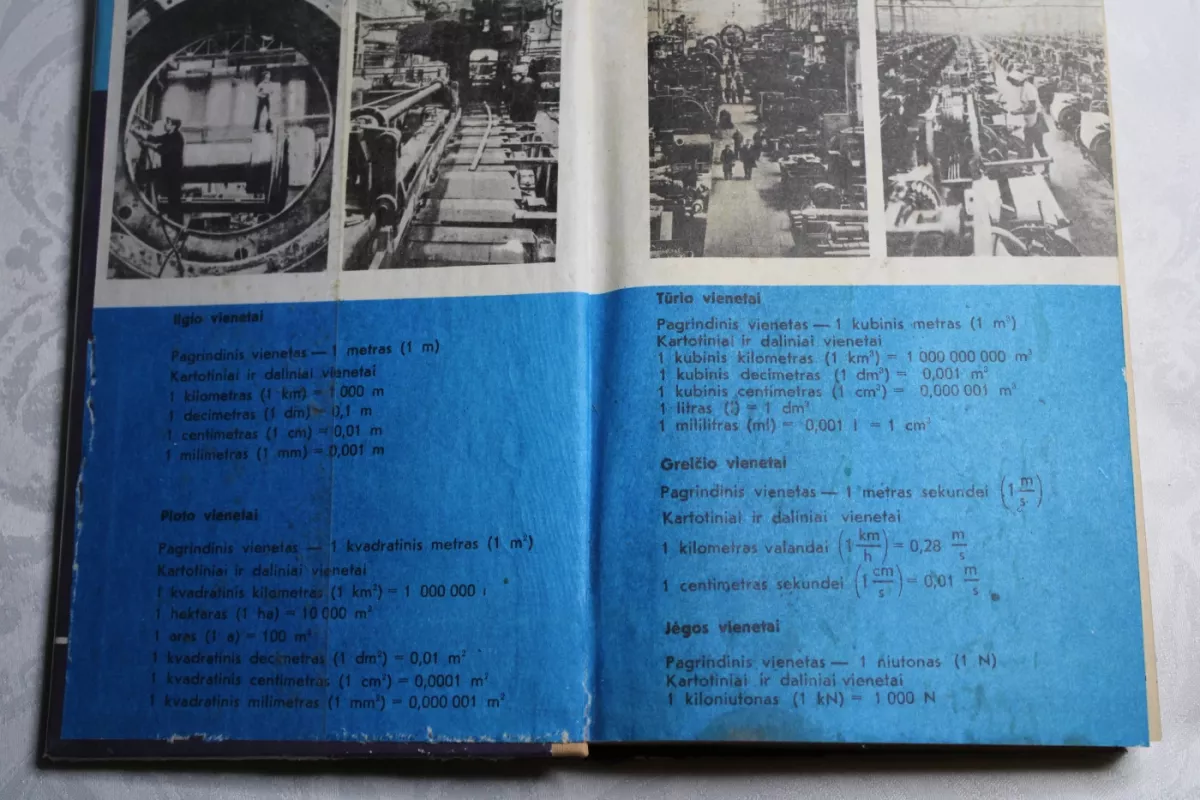 Ilgio vienetai
Pagrindinis vienetas — 1 metras (1 m)
Kartotiniai ir daliniai vienetai
1 kilometras (1 km) = 1 000 m
1 decimetras (1 dm) = 0,1 m
1 centimetras (1 cm) = 0,01 m
1 milimetras (1 mm) = 0,001 m
Ploto vienetai
Pagrindinis vienetas — 1 kvadratinis metras (1 m²)
Kartotiniai ir daliniai vienetai
1 kvadratinis kilometras (1 km²) = 1 000 000
1 hektaras (1 ha) = 10 000 m²
1 aras (1 a) = 100 m²
1 kvadratinis decimetras (1 dm²) = 0,01 m²
1 kvadratinis centimetras (1 cm²) = 0,0001 m²
1 kvadratinis milimetras (1 mm²) = 0,000 001 m²
Tūrio vienetai
Pagrindinis vienetas — 1 kubinis metras (1 m³)
Kartotiniai ir daliniai vienetai
1 kubinis kilometras (1 km³) = 1 000 000 000 m³
1 kubinis decimetras (1 dm³) = 0,001 m³
1 kubinis centimetras (1 cm³) = 0,000 001 m³
1 litras (l) = 1 dm³
1 mililitras (ml) = 0,001 l = 1 cm³
Greičio vienetai
Pagrindinis vienetas — 1 metras sekundei (1 m/s)
Kartotiniai ir daliniai vienetai
1 kilometras valandai (1 km/h) = 0,28 m/s
1 centimetras sekundei (1 cm/s) = 0,01 m/s
Jėgos vienetai
Pagrindinis vienetas — 1 niutonas (1 N)
Kartotiniai ir daliniai vienetai
1 kiloniutonas (1 kN) = 1 000 N